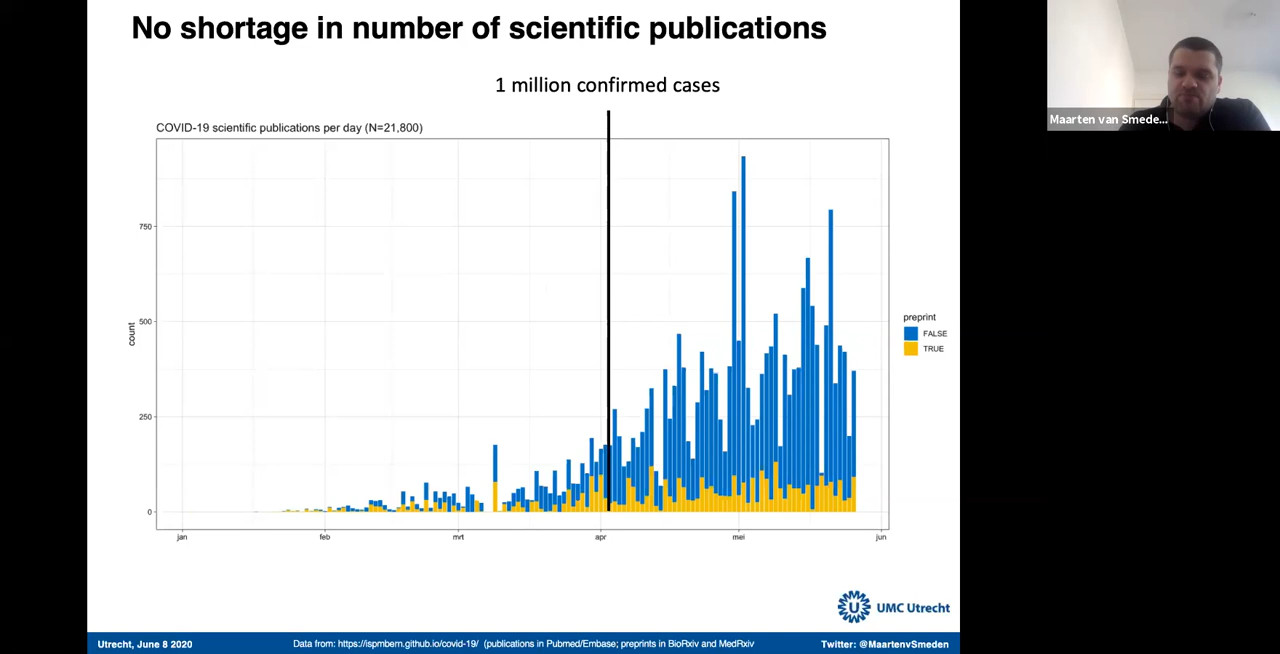 No shortage in number of scientific publications
1 million confirmed cases
Maarten van Smede...
COVID-19 scientific publications per day (N=21,800)
750
500
250
0
count
jan
feb
mrt
apr
mei
jun
preprint
FALSE
TRUE
U
UMC Utrecht
Utrecht, June 8 2020
Data from: https://ispmbern.github.io/covid-19/ (publications in Pubmed/Embase; preprints in BioRxiv and MedRxiv
Twitter: @MaartenvSmeden